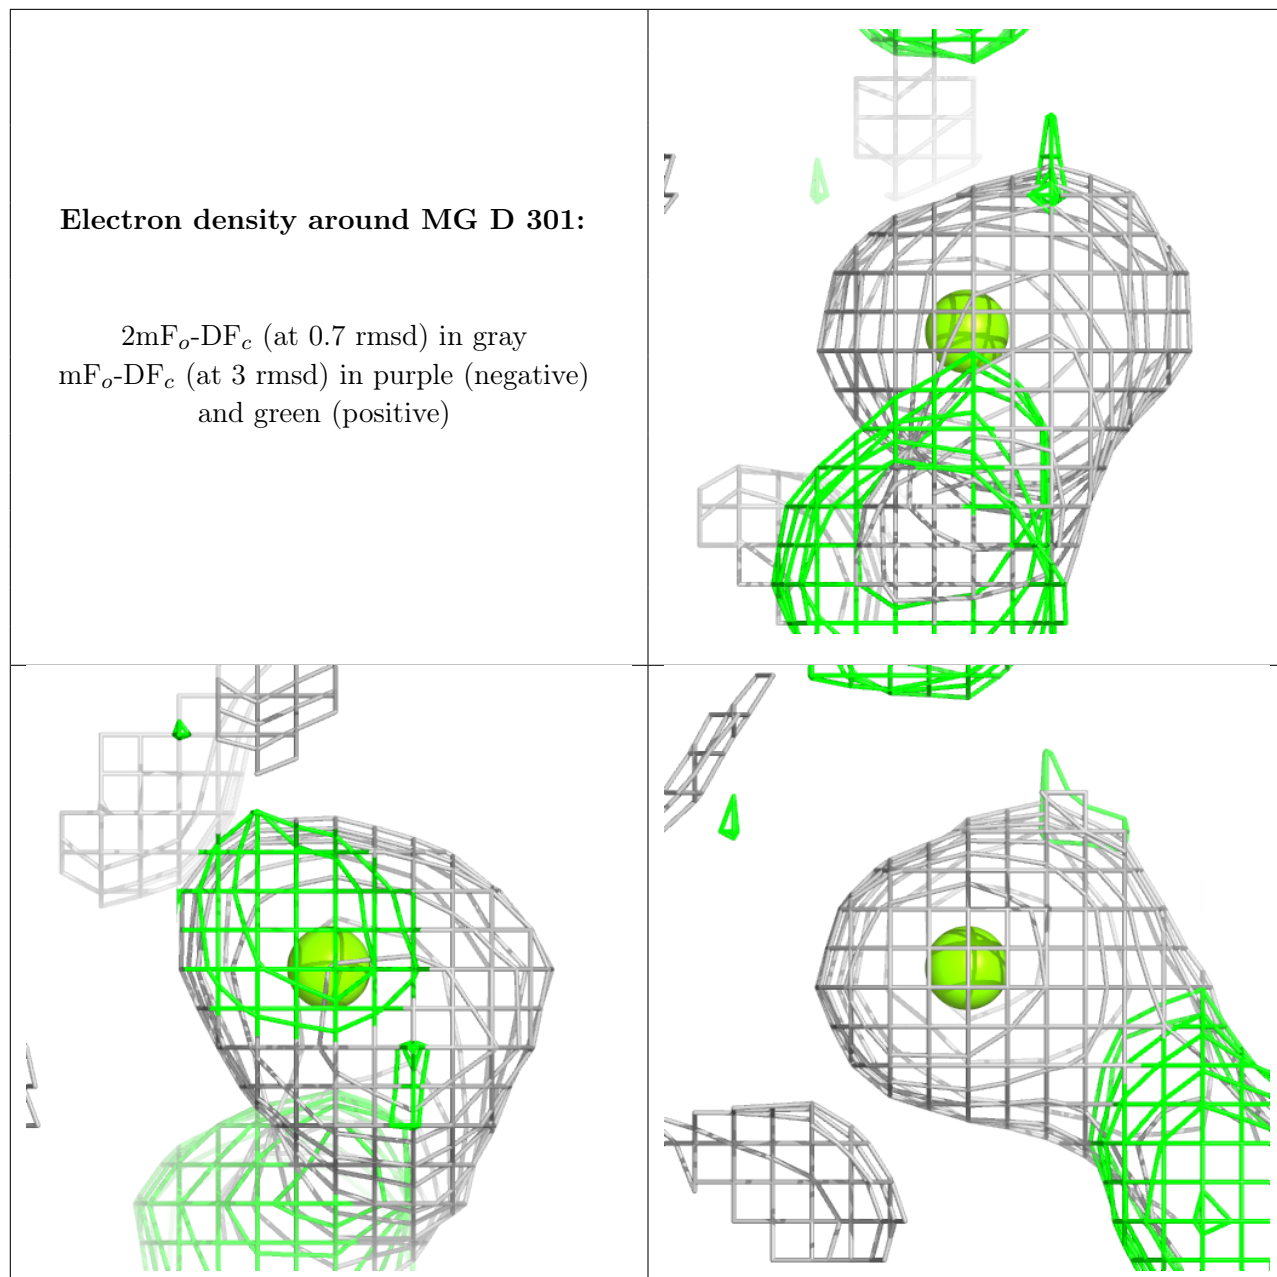 Electron density around MG D 301:
2mFₒ-DF𝒸 (at 0.7 rmsd) in gray
mFₒ-DF𝒸 (at 3 rmsd) in purple (negative)
and green (positive)